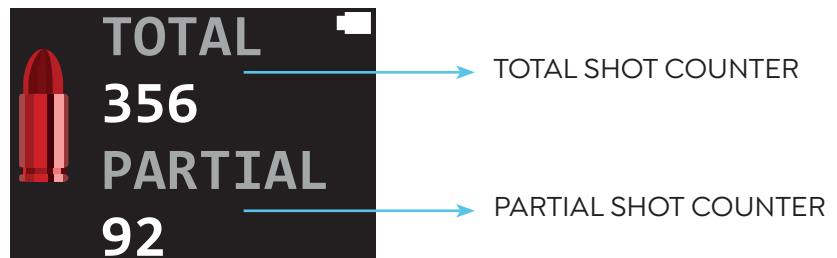 TOTAL
TOTAL SHOT COUNTER
356
PARTIAL
PARTIAL SHOT COUNTER
92